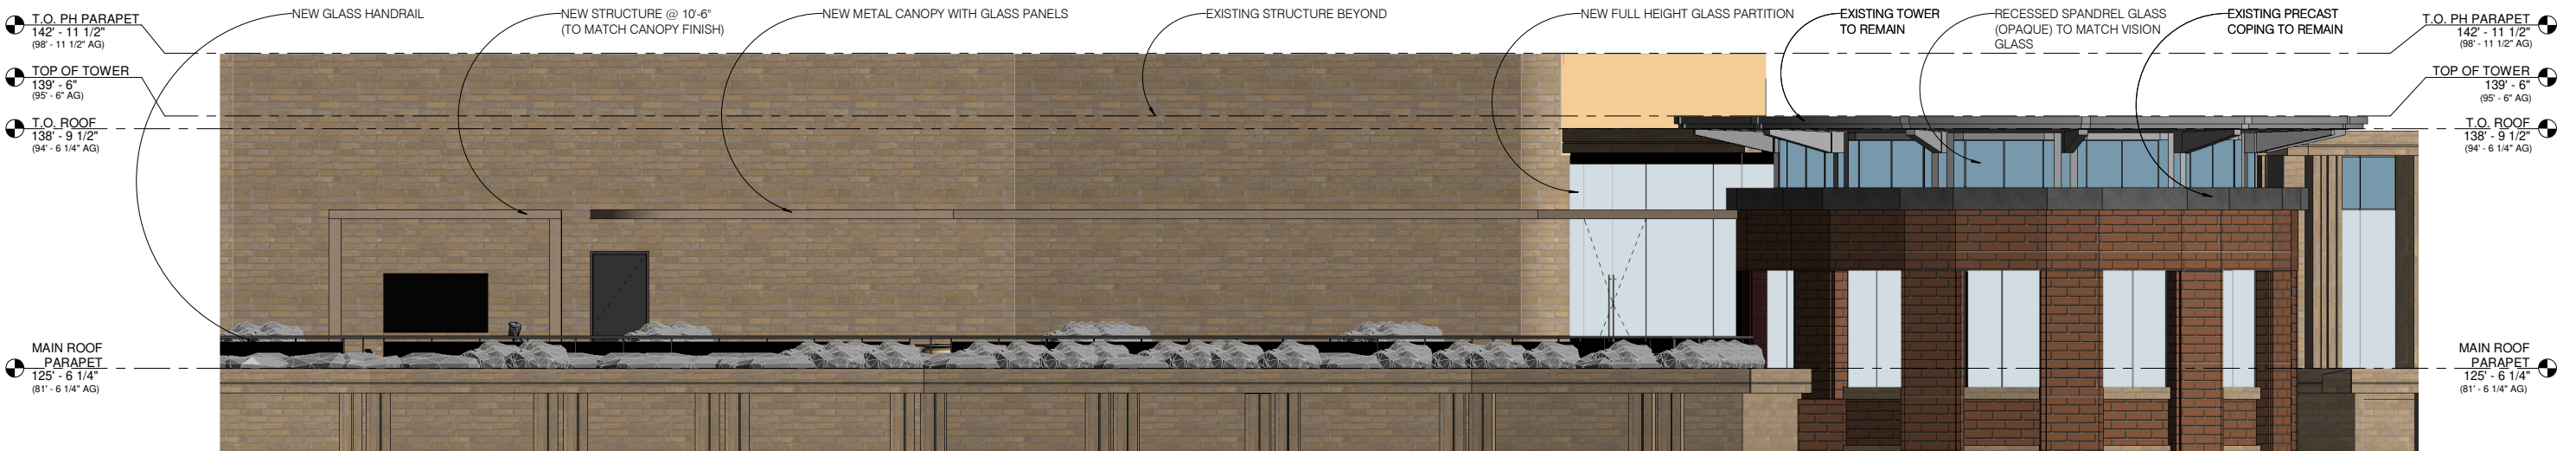 NEW GLASS HANDRAIL
NEW STRUCTURE @ 10'-6"
(TO MATCH CANOPY FINISH)
NEW METAL CANOPY WITH GLASS PANELS
EXISTING STRUCTURE BEYOND
NEW FULL HEIGHT GLASS PARTITION
EXISTING TOWER
TO REMAIN
RECESSED SPANDREL GLASS
(OPAQUE) TO MATCH VISION
GLASS
EXISTING PRECAST
COPING TO REMAIN
T.O. PH PARAPET
142' - 11 1/2"
(98' - 11 1/2" AG)
TOP OF TOWER
139' - 6"
(95' - 6" AG)
T.O. ROOF
138' - 9 1/2"
(94' - 6 1/4" AG)
MAIN ROOF
PARAPET
125' - 6 1/4"
(81' - 6 1/4" AG)
T.O. PH PARAPET
142' - 11 1/2"
(98' - 11 1/2" AG)
TOP OF TOWER
139' - 6"
(95' - 6" AG)
T.O. ROOF
138' - 9 1/2"
(94' - 6 1/4" AG)
MAIN ROOF
PARAPET
125' - 6 1/4"
(81' - 6 1/4" AG)